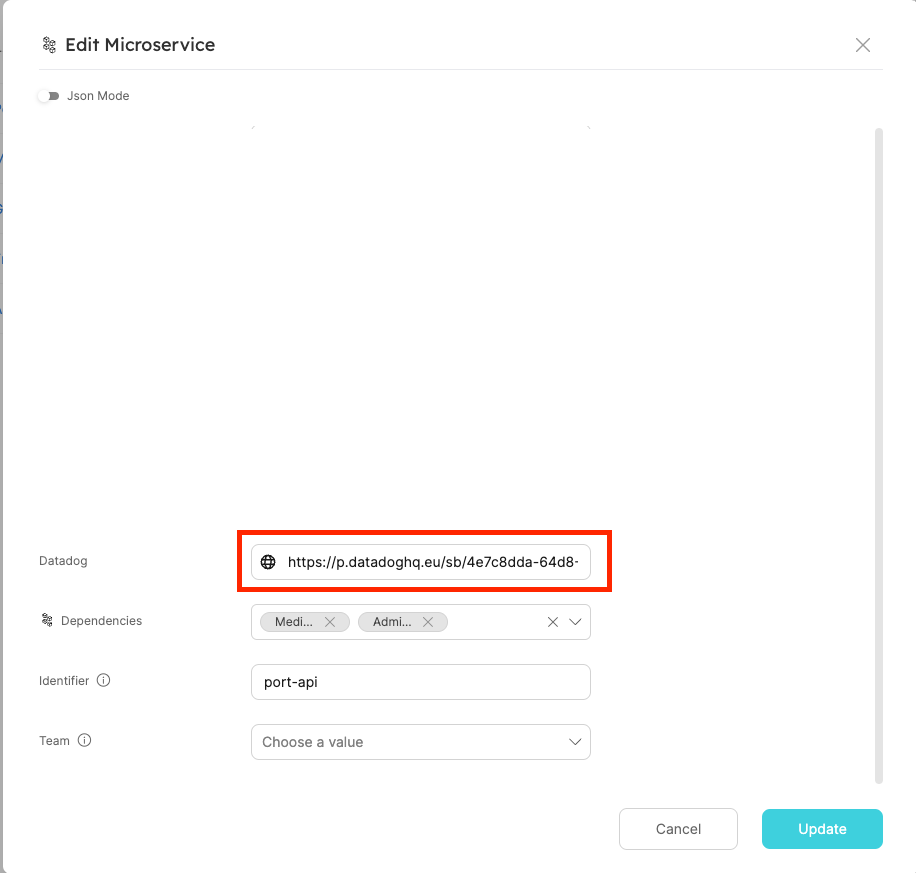 Edit Microservice
Json Mode
Datadog
https://p.datadoghq.eu/sb/4e7c8dda-64d8-
Dependencies
Medi... Admi...
Identifier
port-api
Team
Choose a value
Cancel Update